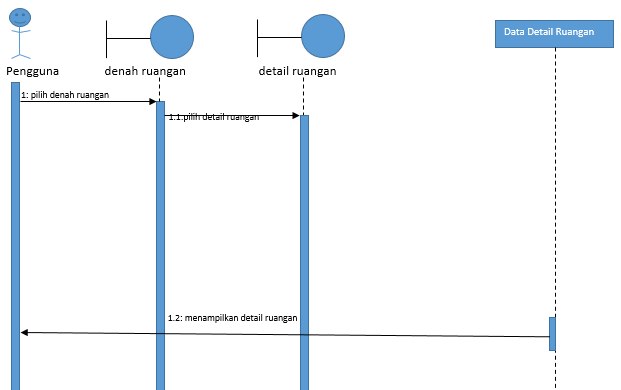 Data Detail Ruangan
Pengguna
denah ruangan
detail ruangan
1: pilih denah ruangan
1.1:pilih detail ruangan
1.2: menampilkan detail ruangan